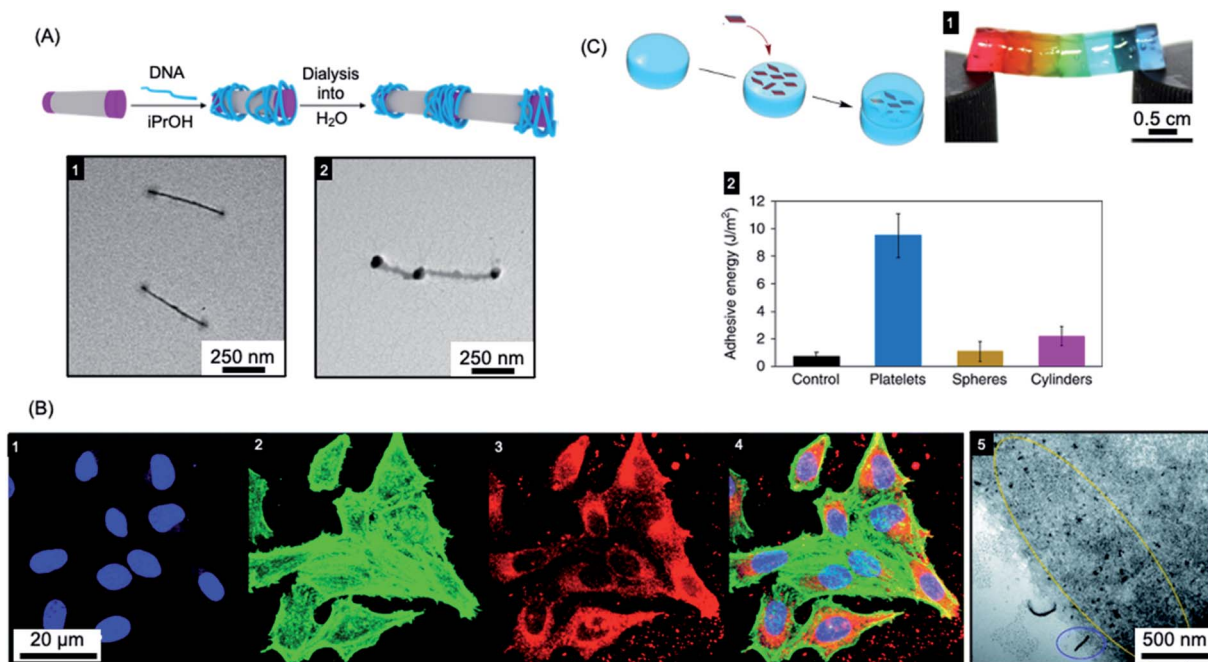 (A)
DNA
iPrOH
Dialysis
into
H₂O
1
250 nm
2
250 nm
(C)
1
0.5 cm
2
Adhesive energy (J/m²)
12
10
8
6
4
2
0
Control
Platelets
Spheres
Cylinders
(B)
1
20 µm
2
3
4
5
500 nm